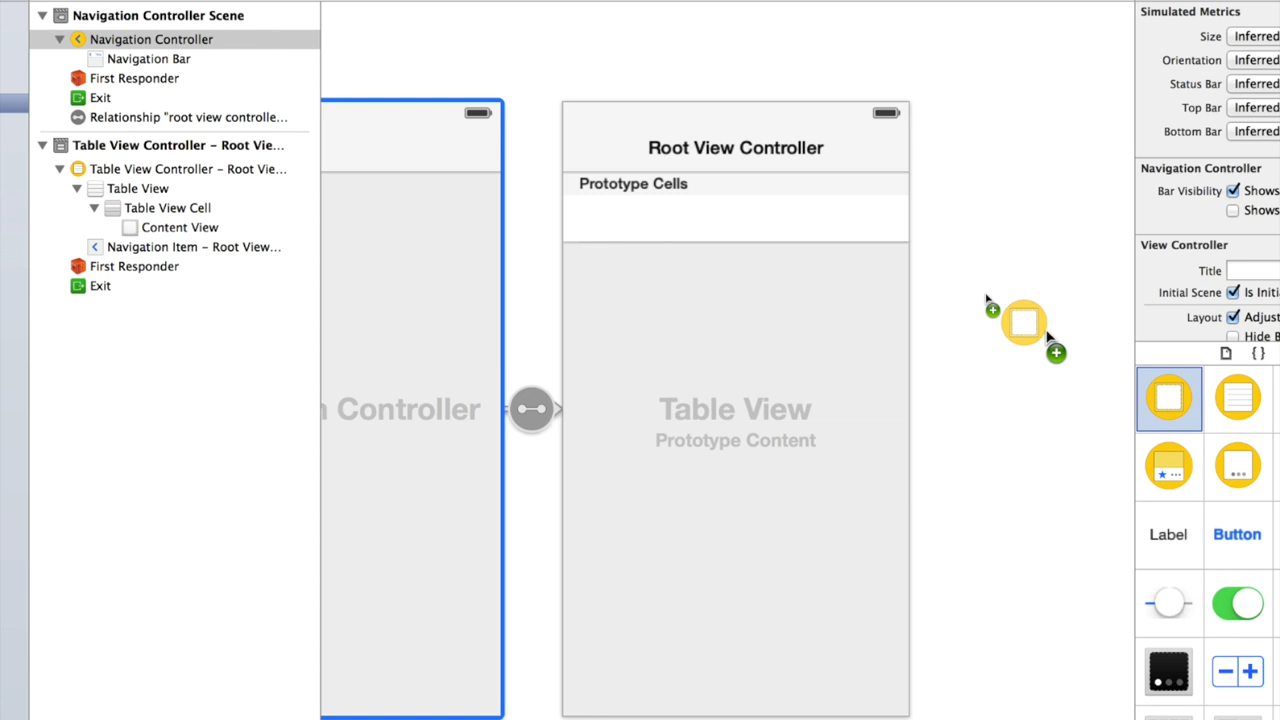 Navigation Controller Scene
Navigation Controller
Navigation Bar
First Responder
Exit
Relationship "root view controlle...
Table View Controller – Root Vie...
Table View Controller – Root Vie...
Table View
Table View Cell
Content View
Navigation Item – Root View...
First Responder
Exit
n Controller
Root View Controller
Prototype Cells
Table View
Prototype Content
Simulated Metrics
Size Inferred
Orientation Inferred
Status Bar Inferred
Top Bar Inferred
Bottom Bar Inferred
Navigation Controller
Bar Visibility Shows
Shows
View Controller
Title
Initial Scene Is Initi
Layout Adjust
Hide B
{ }
Label Button